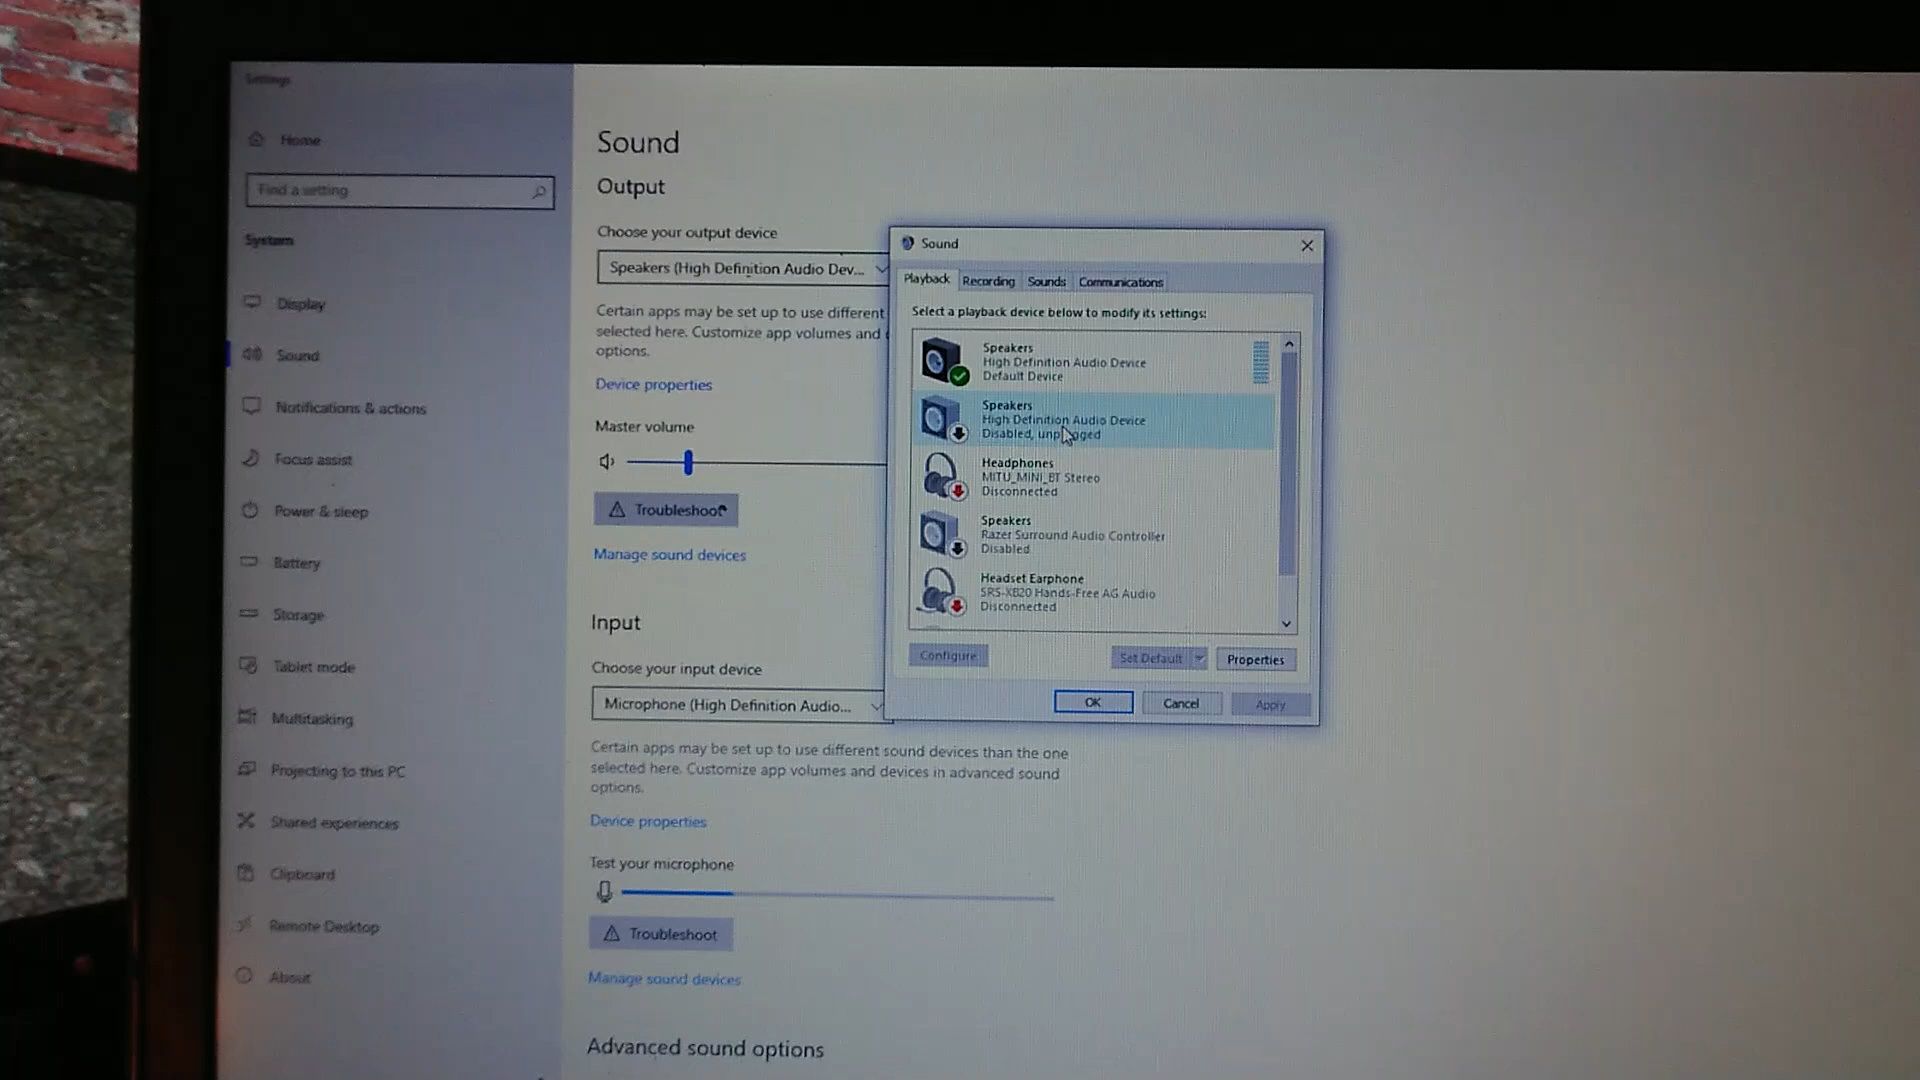 Settings
Home
Find a setting
System
Display
Sound
Notifications & actions
Focus assist
Power & sleep
Battery
Storage
Tablet mode
Multitasking
Projecting to this PC
Shared experiences
Clipboard
Remote Desktop
About
Sound
Output
Choose your output device
Speakers (High Definition Audio Dev...
Certain apps may be set up to use different
selected here. Customize app volumes and
options.
Device properties
Master volume
Troubleshoot
Manage sound devices
Input
Choose your input device
Microphone (High Definition Audio...
Certain apps may be set up to use different sound devices than the one
selected here. Customize app volumes and devices in advanced sound
options.
Device properties
Test your microphone
Troubleshoot
Manage sound devices
Advanced sound options
Sound
Playback Recording Sounds Communications
Select a playback device below to modify its settings:
Speakers
High Definition Audio Device
Default Device
Speakers
High Definition Audio Device
Disabled, unplugged
Headphones
MITU_MINI_BT Stereo
Disconnected
Speakers
Razer Surround Audio Controller
Disabled
Headset Earphone
SRS-XB20 Hands-Free AG Audio
Disconnected
Configure Set Default Properties
OK Cancel Apply